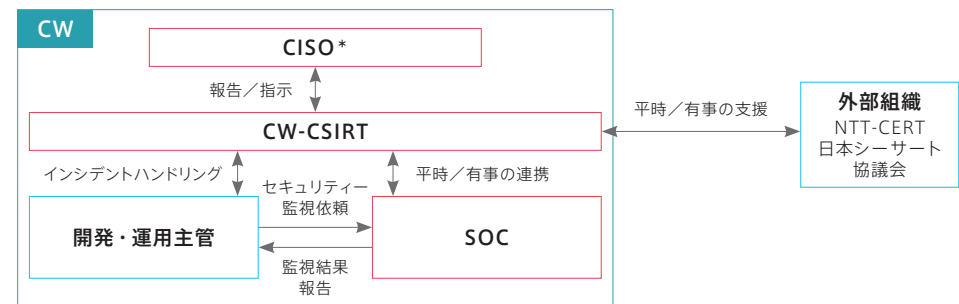 CW
CISO*
報告／指示
CW-CSIRT
平時／有事の支援
外部組織
NTT-CERT
日本シーサート
協議会
インシデントハンドリング
平時／有事の連携
セキュリティー
監視依頼
開発・運用主管
SOC
監視結果
報告